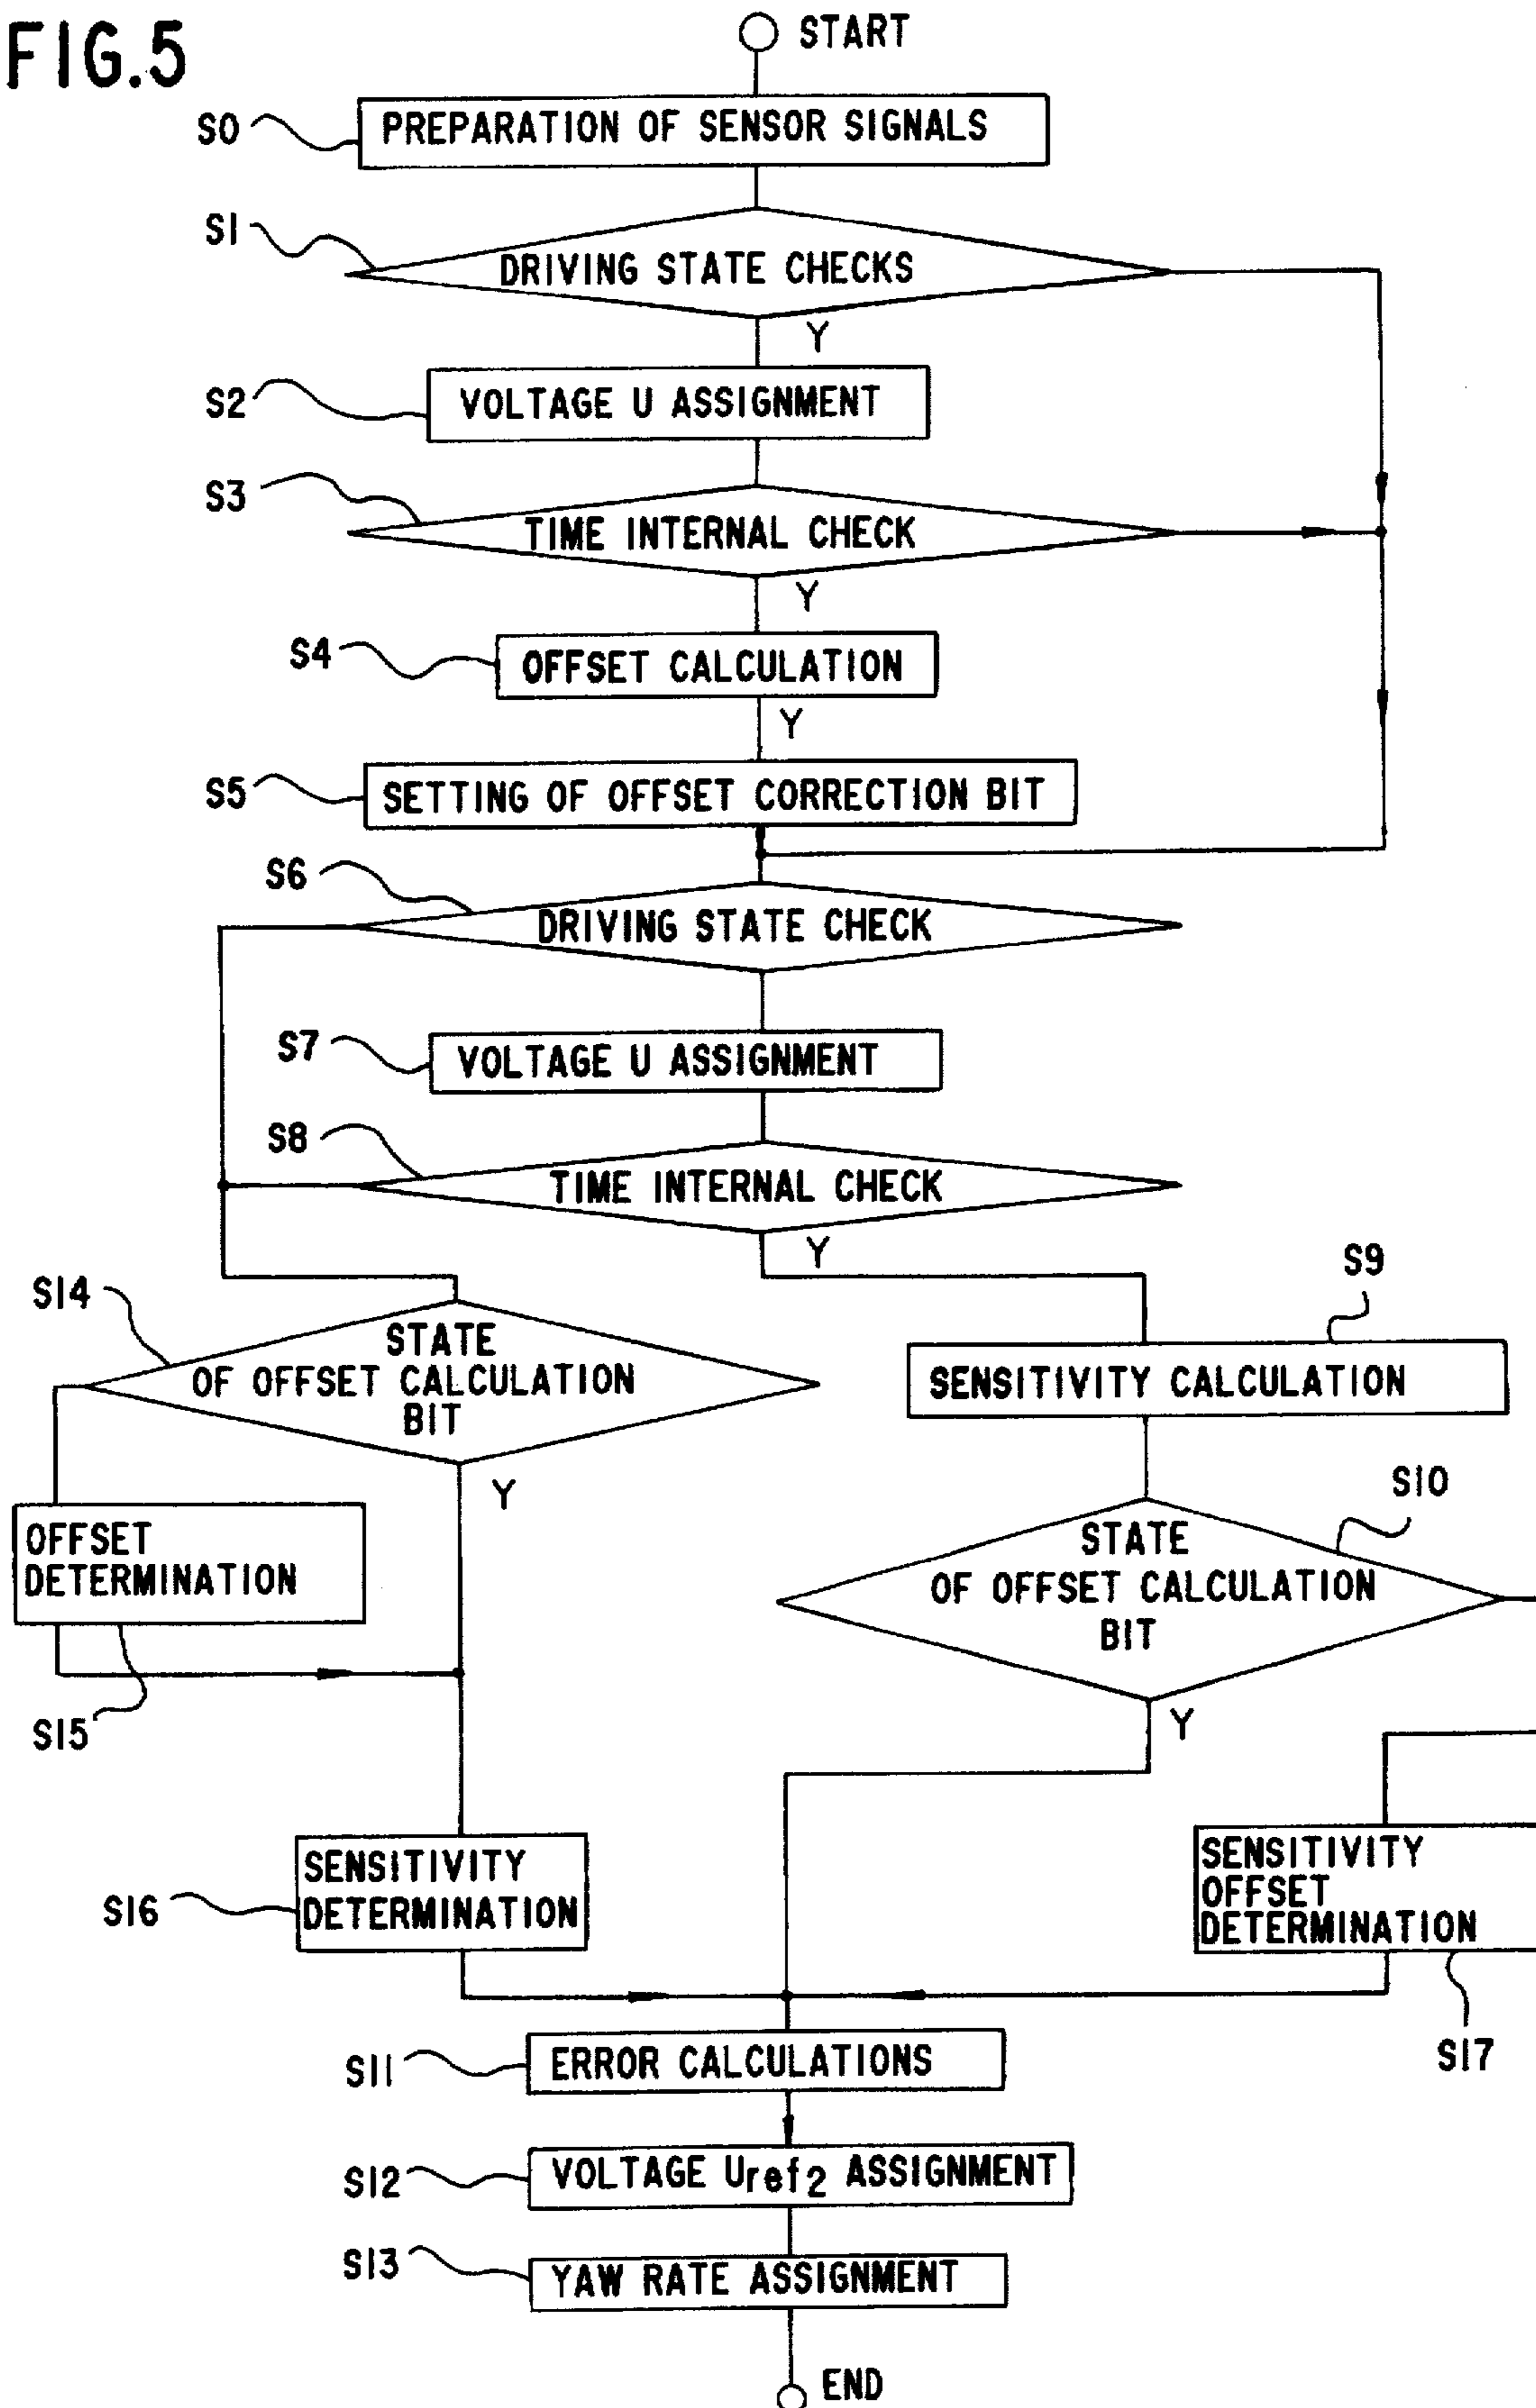 FIG.5
START
S0
PREPARATION OF SENSOR SIGNALS
S1
DRIVING STATE CHECKS
Y
S2
VOLTAGE U ASSIGNMENT
S3
TIME INTERNAL CHECK
Y
S4
OFFSET CALCULATION
Y
S5
SETTING OF OFFSET CORRECTION BIT
S6
DRIVING STATE CHECK
S7
VOLTAGE U ASSIGNMENT
S8
TIME INTERNAL CHECK
Y
S9
SENSITIVITY CALCULATION
S14
STATE
OF OFFSET CALCULATION
BIT
Y
S10
STATE
OF OFFSET CALCULATION
BIT
Y
OFFSET
DETERMINATION
S15
S16
SENSITIVITY
DETERMINATION
SENSITIVITY
OFFSET
DETERMINATION
S17
S11
ERROR CALCULATIONS
S12
VOLTAGE Uref2 ASSIGNMENT
S13
YAW RATE ASSIGNMENT
END